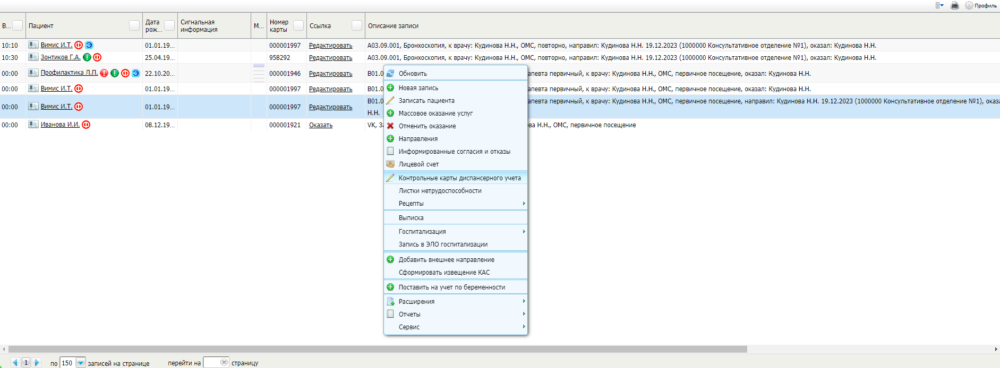 Профиль
В... Пациент Дата рож... Сигнальная информация М... Номер карты Ссылка Описание записи
10:10 Вимис И.Т. Ф Э 01.01.19... 000001997 Редактировать A03.09.001, Бронхоскопия, к врачу: Кудинова Н.Н., ОМС, повторно, направил: Кудинова Н.Н. 19.12.2023 (1000000 Консультативное отделение №1), оказал: Кудинова Н.Н.
10:30 Зонтиков Г.А. ! Ф 25.04.19... 958292 Редактировать A03.09.001, Бронхоскопия, к врачу: Кудинова Н.Н., ОМС, повторно, направил: Кудинова Н.Н. 19.12.2023 (1000000 Консультативное отделение №1), оказал: Кудинова Н.Н.
00:00 Профилактика Л.П. ! ! Ф Э 22.10.20... 000001946 Редактировать B01.0 апевта первичный, к врачу: Кудинова Н.Н., ОМС, первичное посещение, оказал: Кудинова Н.Н.
00:00 Вимис И.Т. Ф 01.01.19... 000001997 Редактировать B01.0 апевта первичный, к врачу: Кудинова Н.Н., ОМС, первичное посещение, оказал: Кудинова Н.Н.
00:00 Вимис И.Т. Ф 01.01.19... 000001997 Редактировать B01.0 апевта первичный, к врачу: Кудинова Н.Н., ОМС, первичное посещение, направил: Кудинова Н.Н. 19.12.2023 (1000000 Консультативное отделение №1), оказа
Н.Н.
00:00 Иванова И.И. Ф 08.12.19... 000001921 Оказать VK, За ва Н.Н., ОМС, первичное посещение
Обновить
Новая запись
Записать пациента
Массовое оказание услуг
Отменить оказание
Направления
Информированные согласия и отказы
Лицевой счет
Контрольные карты диспансерного учета
Листки нетрудоспособности
Рецепты
Выписка
Госпитализация
Запись в ЭЛО госпитализации
Добавить внешнее направление
Сформировать извещение КАС
Поставить на учет по беременности
Расширения
Отчеты
Сервис
1 по 150 записей на странице перейти на страницу